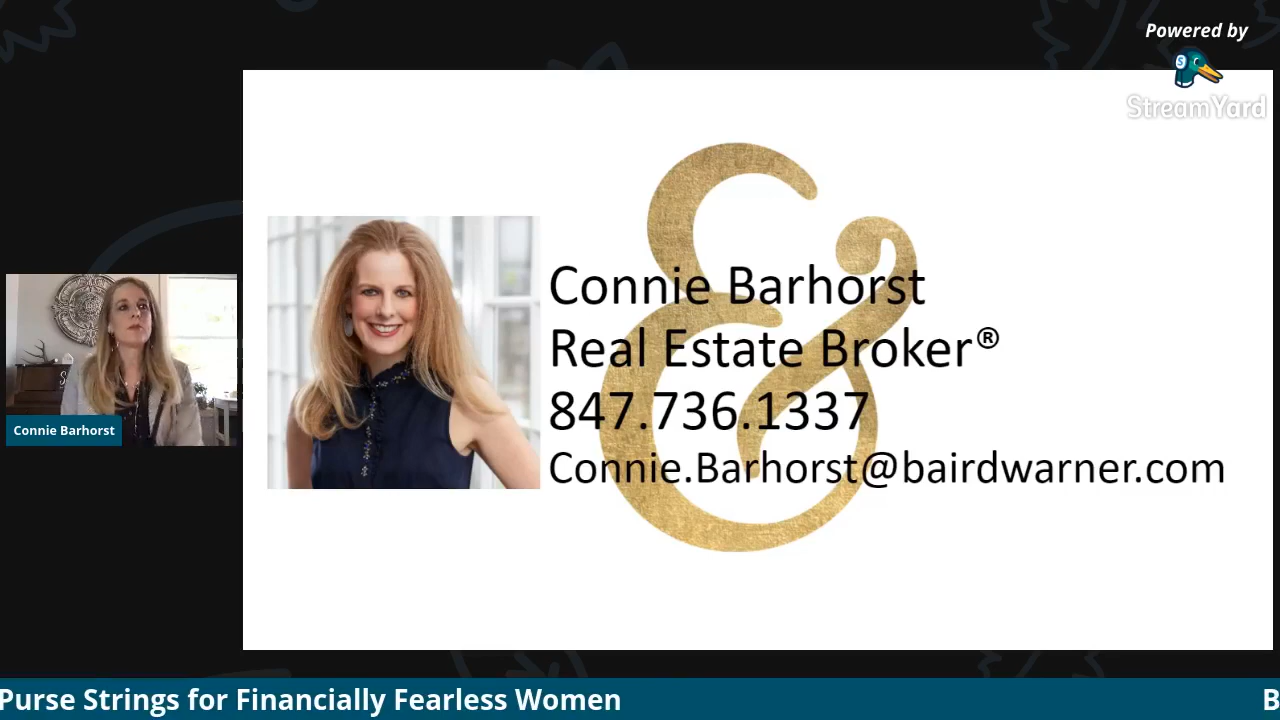 Powered by
StreamYard
Connie Barhorst
Real Estate Broker®
847.736.1337
Connie.Barhorst@bairdwarner.com
Connie Barhorst
Purse Strings for Financially Fearless Women
B